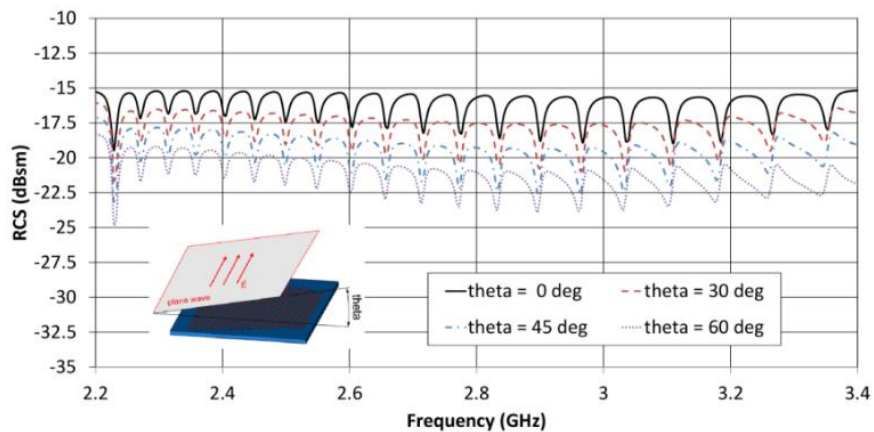 -10
-12.5
-15
-17.5
-20
-22.5
-25
-27.5
-30
-32.5
-35
RCS (dBsm)
2.2
2.4
2.6
2.8
3
3.2
3.4
Frequency (GHz)
plane wave
E
theta
theta = 0 deg
theta = 30 deg
theta = 45 deg
theta = 60 deg